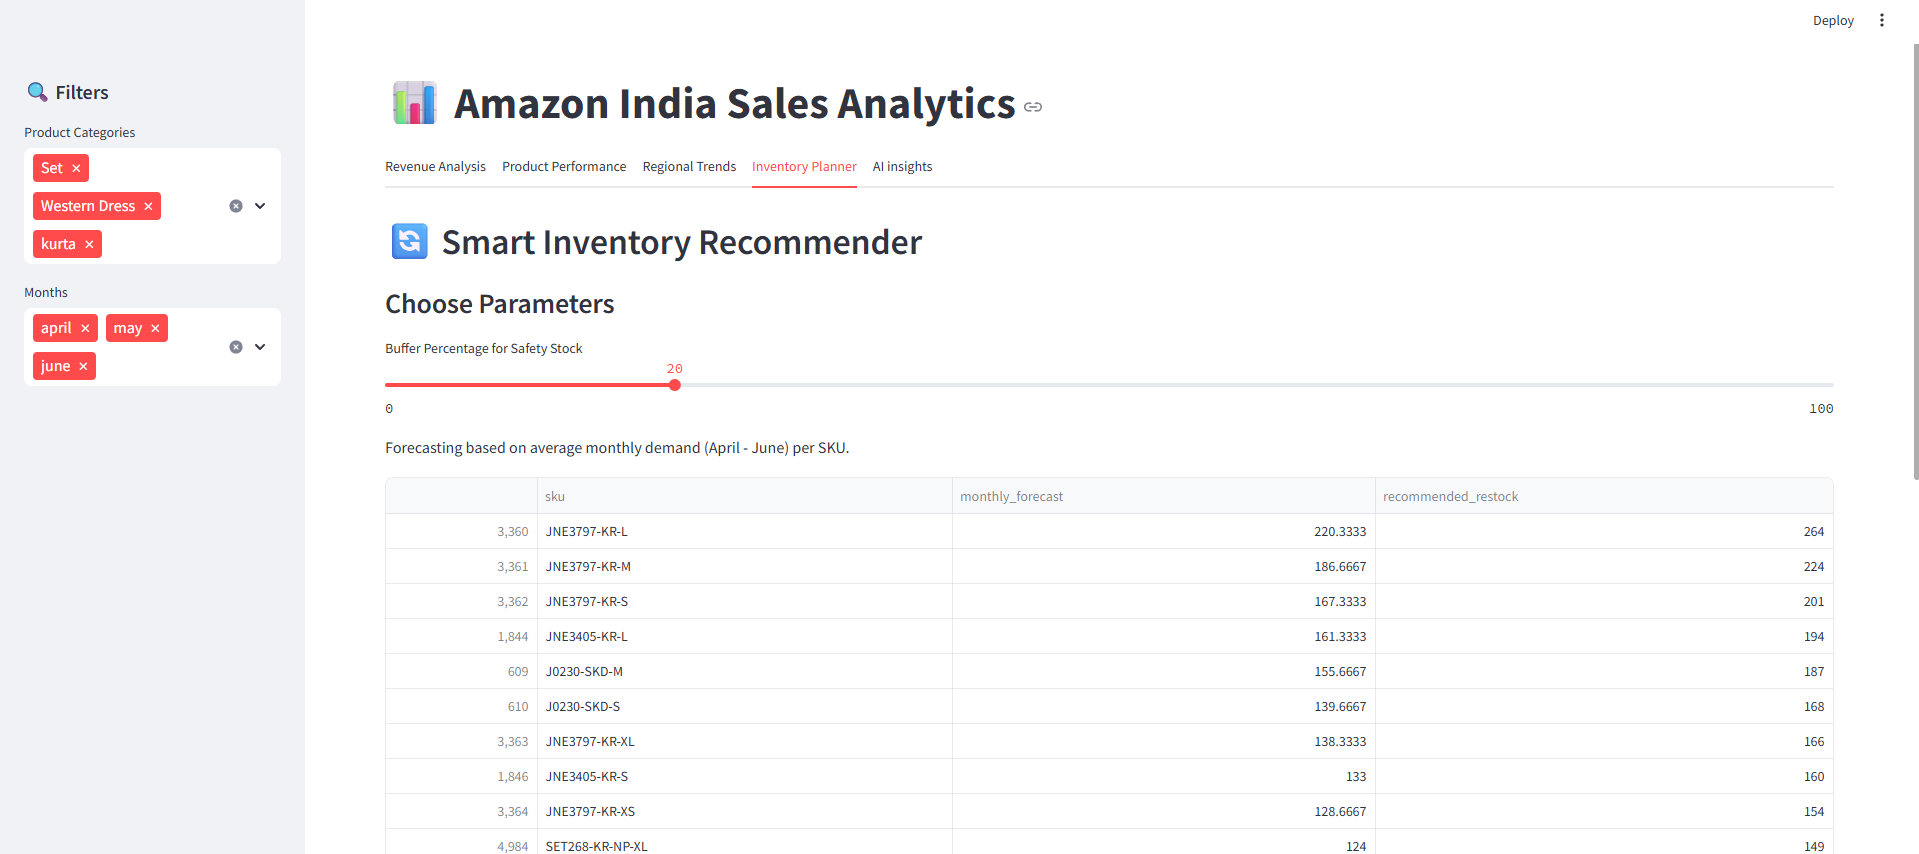 Deploy
Filters
Product Categories
Set
Western Dress
kurta
Months
april may
june
Amazon India Sales Analytics
Revenue Analysis Product Performance Regional Trends Inventory Planner AI insights
Smart Inventory Recommender
Choose Parameters
Buffer Percentage for Safety Stock
20
0 100
Forecasting based on average monthly demand (April - June) per SKU.
sku monthly_forecast recommended_restock
3,360 JNE3797-KR-L 220.3333 264
3,361 JNE3797-KR-M 186.6667 224
3,362 JNE3797-KR-S 167.3333 201
1,844 JNE3405-KR-L 161.3333 194
609 J0230-SKD-M 155.6667 187
610 J0230-SKD-S 139.6667 168
3,363 JNE3797-KR-XL 138.3333 166
1,846 JNE3405-KR-S 133 160
3,364 JNE3797-KR-XS 128.6667 154
4,984 SET268-KR-NP-XL 124 149